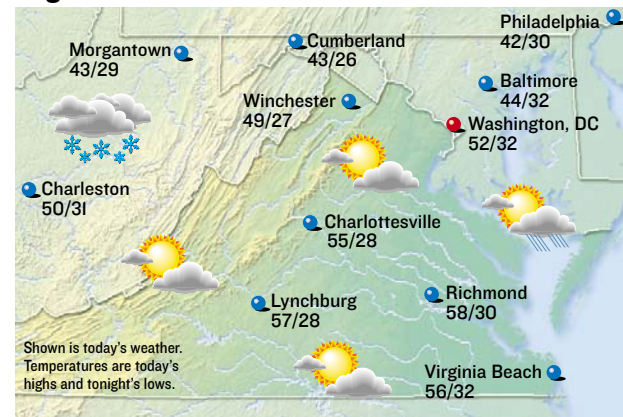 Philadelphia
42/30
Morgantown
43/29
Cumberland
43/26
Baltimore
44/32
Winchester
49/27
Washington, DC
52/32
Charleston
50/31
Charlottesville
55/28
Lynchburg
57/28
Richmond
58/30
Shown is today's weather.
Temperatures are today's
highs and tonight's lows.
Virginia Beach
56/32